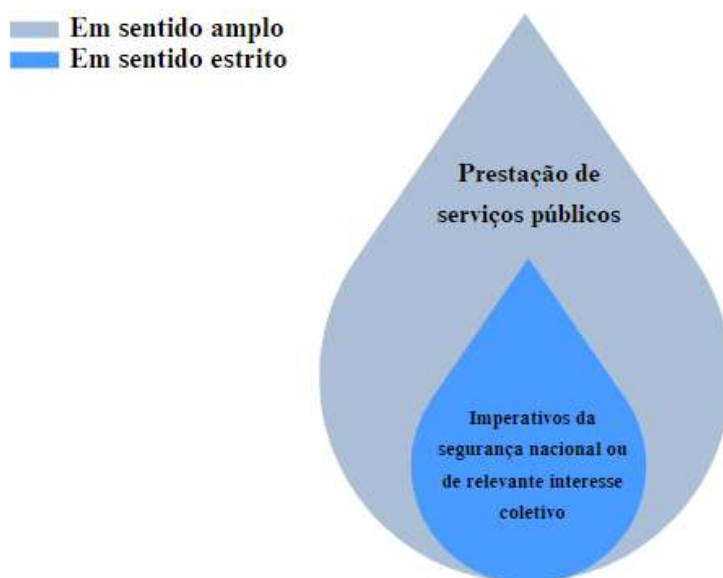 Em sentido amplo
Em sentido estrito
Prestação de
serviços públicos
Imperativos da
segurança nacional ou
de relevante interesse
coletivo